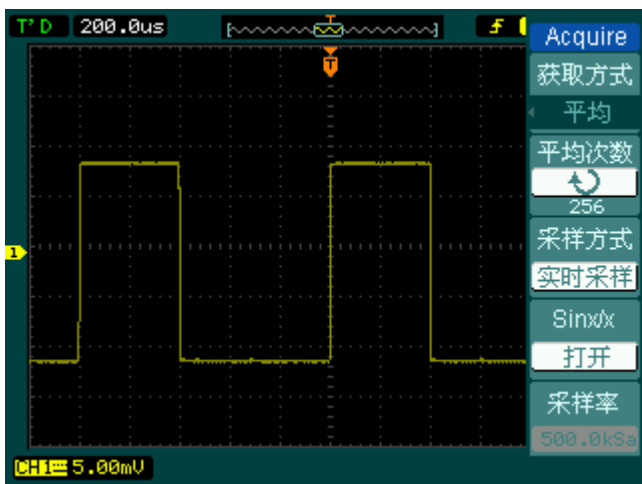 T'D 200.0us
T
Acquire
获取方式
平均
平均次数
256
采样方式
实时采样
Sinx/x
打开
采样率
500.0kSa
1
CH1 5.00mV